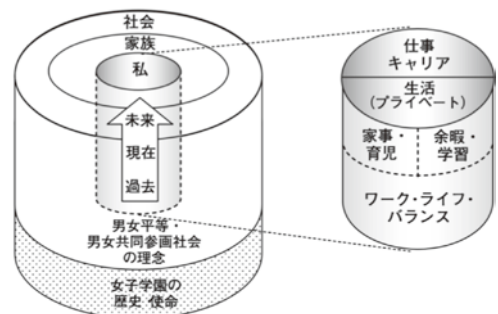 社会
家族
私
未来
現在
過去
男女平等・
男女共同参画社会
の理念
女子学園の
歴史 使命
仕事
キャリア
生活
(プライベート)
家事・
育児
余暇・
学習
ワーク・ライフ・
バランス